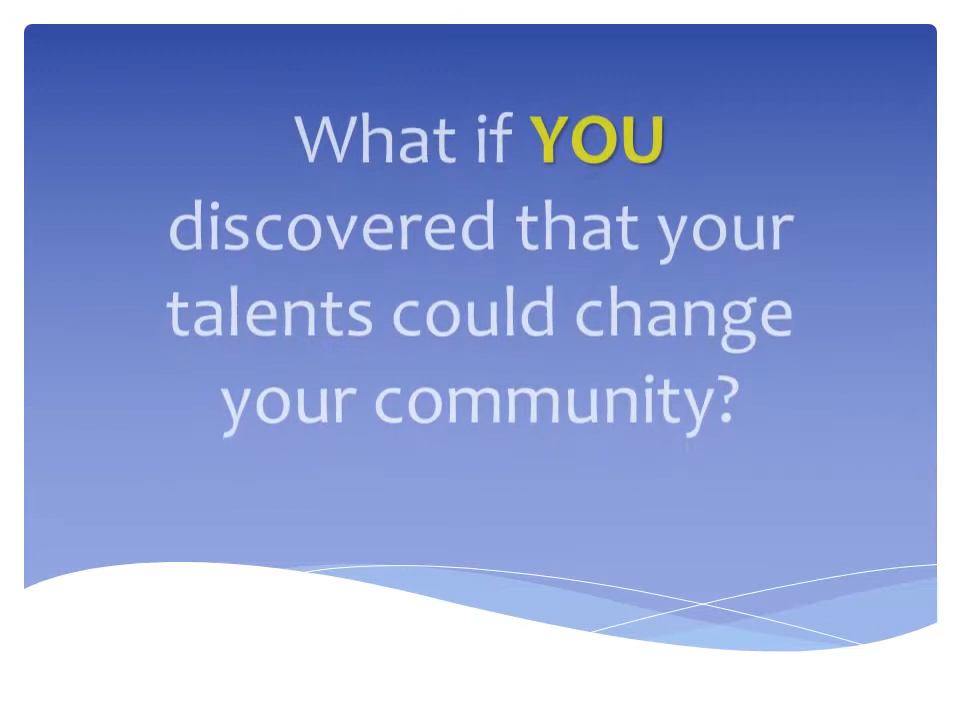 What if YOU
discovered that your
talents could change
your community?